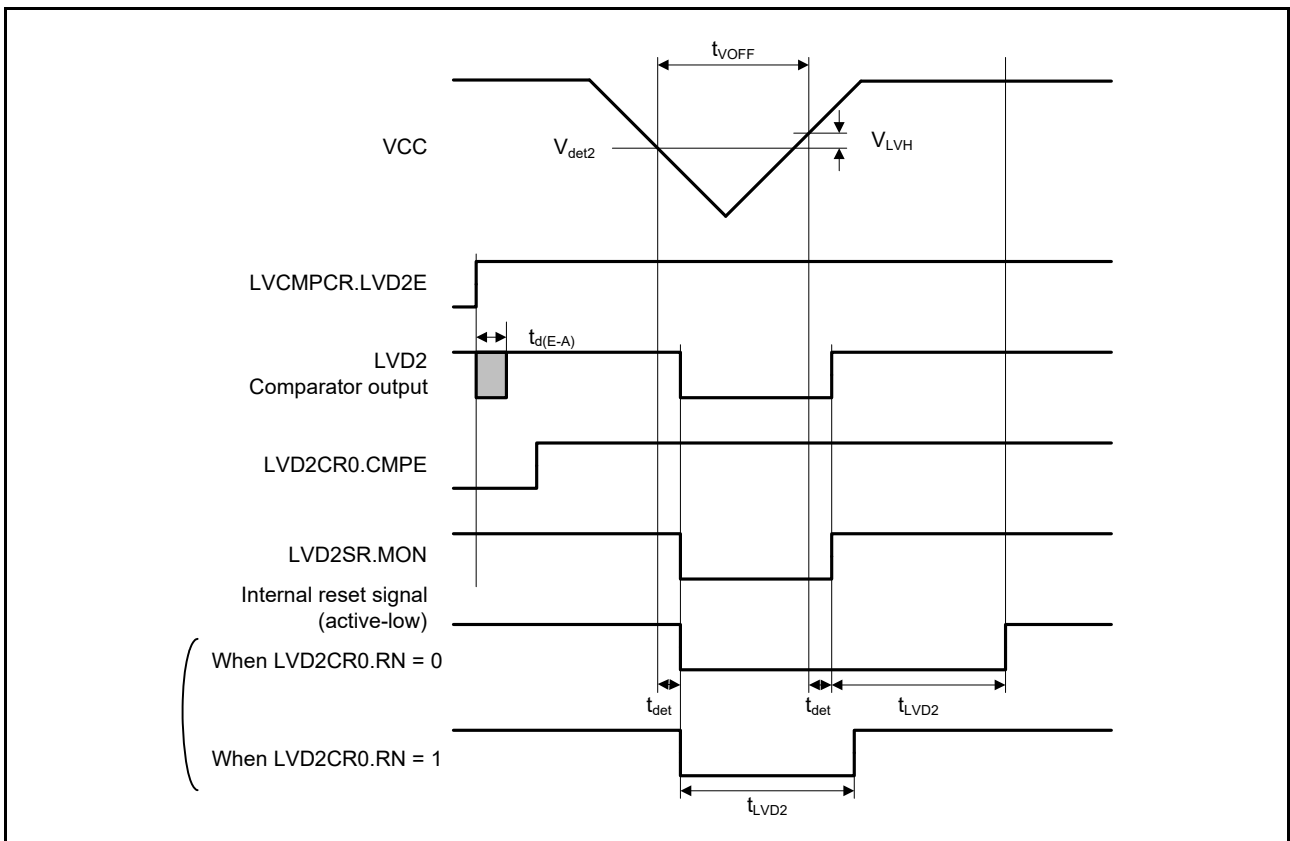 tVOFF
VCC
Vdet2
VLVH
LVCMPCR.LVD2E
td(E-A)
LVD2
Comparator output
LVD2CR0.CMPE
LVD2SR.MON
Internal reset signal
(active-low)
When LVD2CR0.RN = 0
tdet
tdet
tLVD2
When LVD2CR0.RN = 1
tLVD2